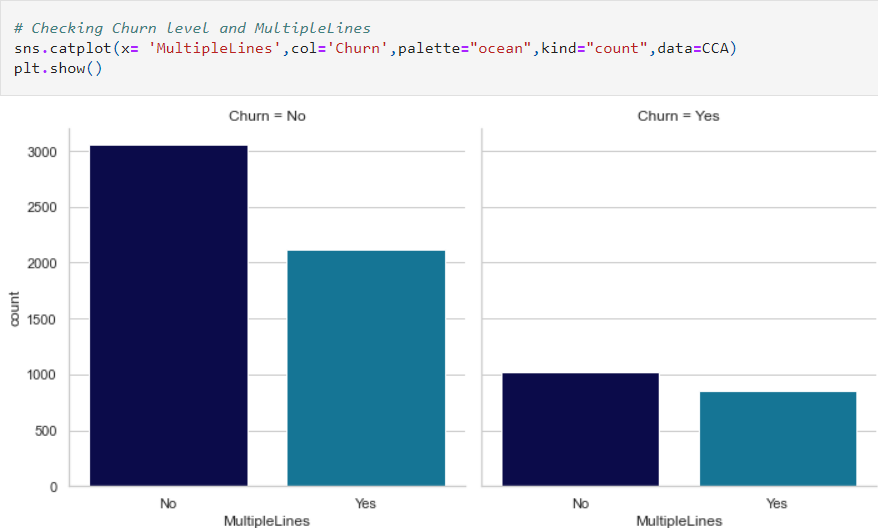 # Checking Churn level and MultipleLines
sns.catplot(x= 'MultipleLines',col='Churn',palette="ocean",kind="count",data=CCA)
plt.show()
Churn = No
Churn = Yes
3000
2500
2000
1500
1000
500
0
count
No
Yes
No
Yes
MultipleLines
MultipleLines